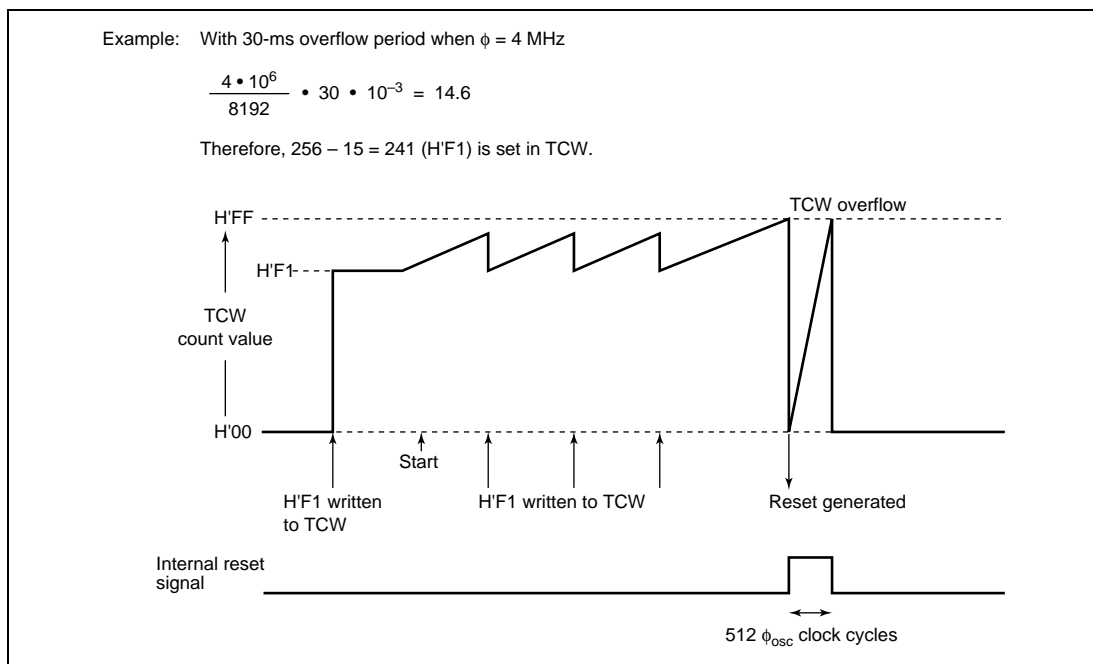 Example: With 30-ms overflow period when ϕ = 4 MHz
4 • 10⁶
8192
• 30 • 10⁻³ = 14.6
Therefore, 256 – 15 = 241 (H'F1) is set in TCW.
TCW overflow
H'FF
H'F1
TCW
count value
H'00
Start
H'F1 written
to TCW
H'F1 written to TCW
Reset generated
Internal reset
signal
512 ϕosc clock cycles